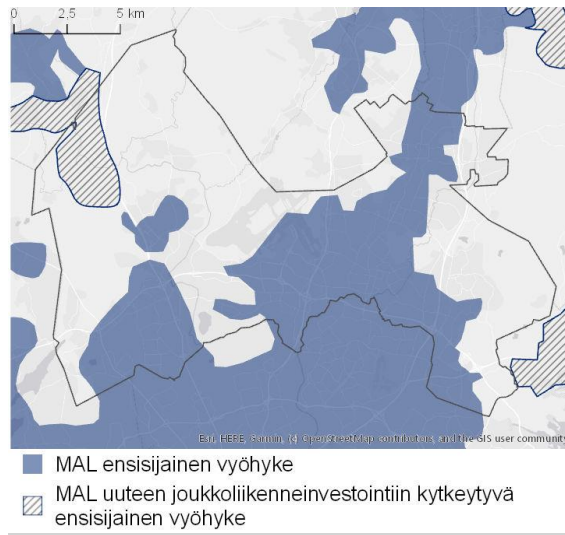 0 2,5 5 km
Esri, HERE, Garmin, (c) OpenStreetMap contributors, and the GIS user community
MAL ensisijainen vyöhyke
MAL uuteen joukkoliikenneinvestointiin kytkeytyvä
ensisijainen vyöhyke